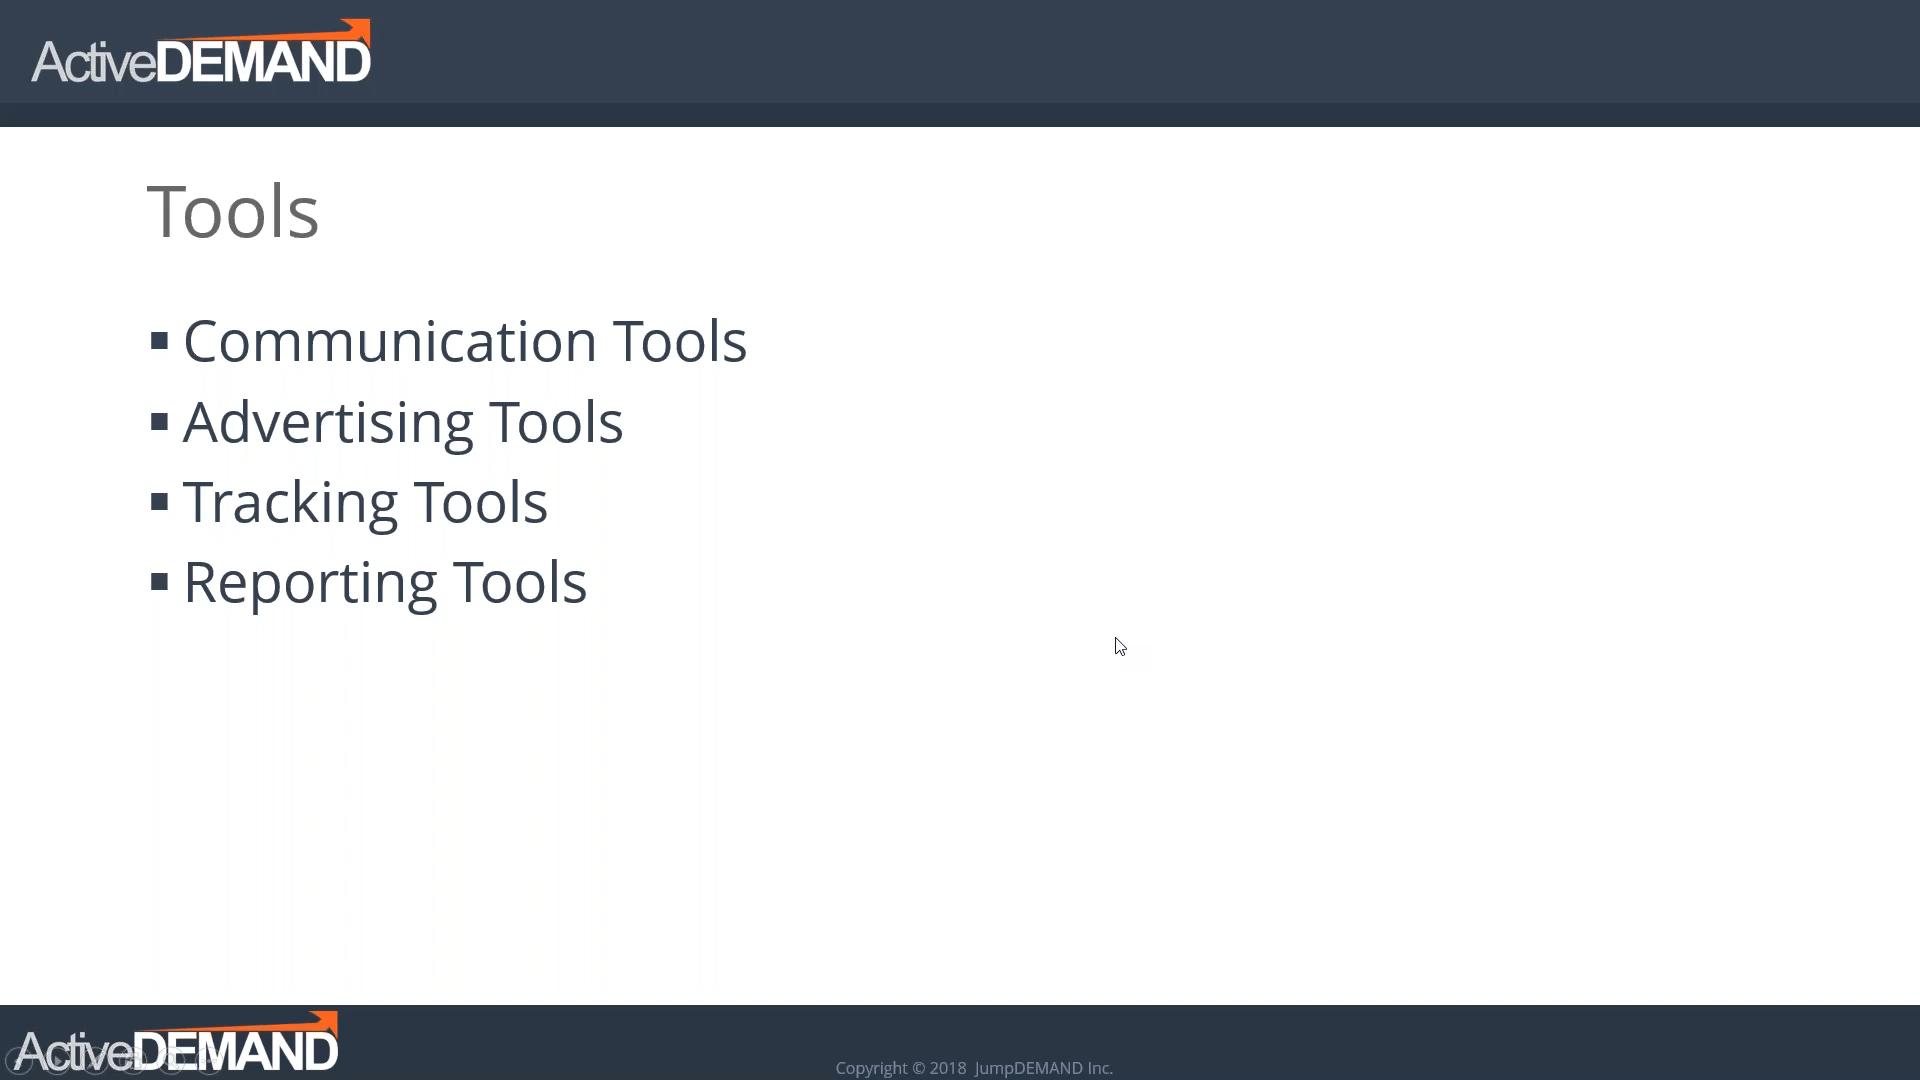 ActiveDEMAND
Tools
▪ Communication Tools
▪ Advertising Tools
▪ Tracking Tools
▪ Reporting Tools
ActiveDEMAND
Copyright © 2018 JumpDEMAND Inc.